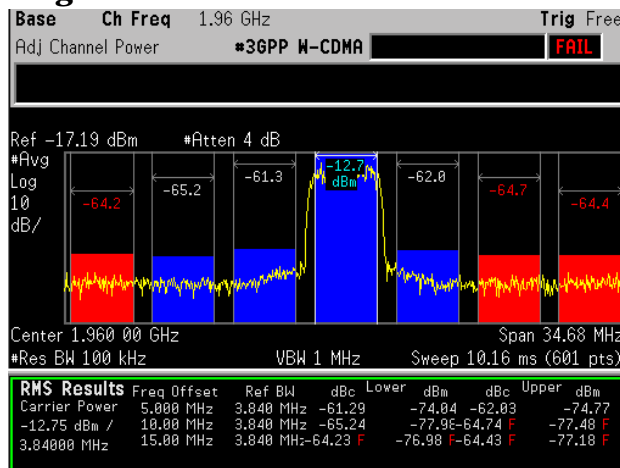 Base Ch Freq 1.96 GHz Trig Free
Adj Channel Power #3GPP W-CDMA FAIL
Ref -17.19 dBm #Atten 4 dB
#Avg
Log
10
dB/
-64.2
-65.2
-61.3
-12.7
dBm
-62.0
-64.7
-64.4
Center 1.960 00 GHz Span 34.68 MHz
#Res BW 100 kHz VBW 1 MHz Sweep 10.16 ms (601 pts)
RMS Results Freq Offset Ref BW dBc Lower dBm dBc Upper dBm
Carrier Power 5.000 MHz 3.840 MHz -61.29 -74.04 -62.03 -74.77
-12.75 dBm / 10.00 MHz 3.840 MHz -65.24 -77.98 -64.74 F -77.48 F
3.84000 MHz 15.00 MHz 3.840 MHz -64.23 F -76.98 F -64.43 F -77.18 F